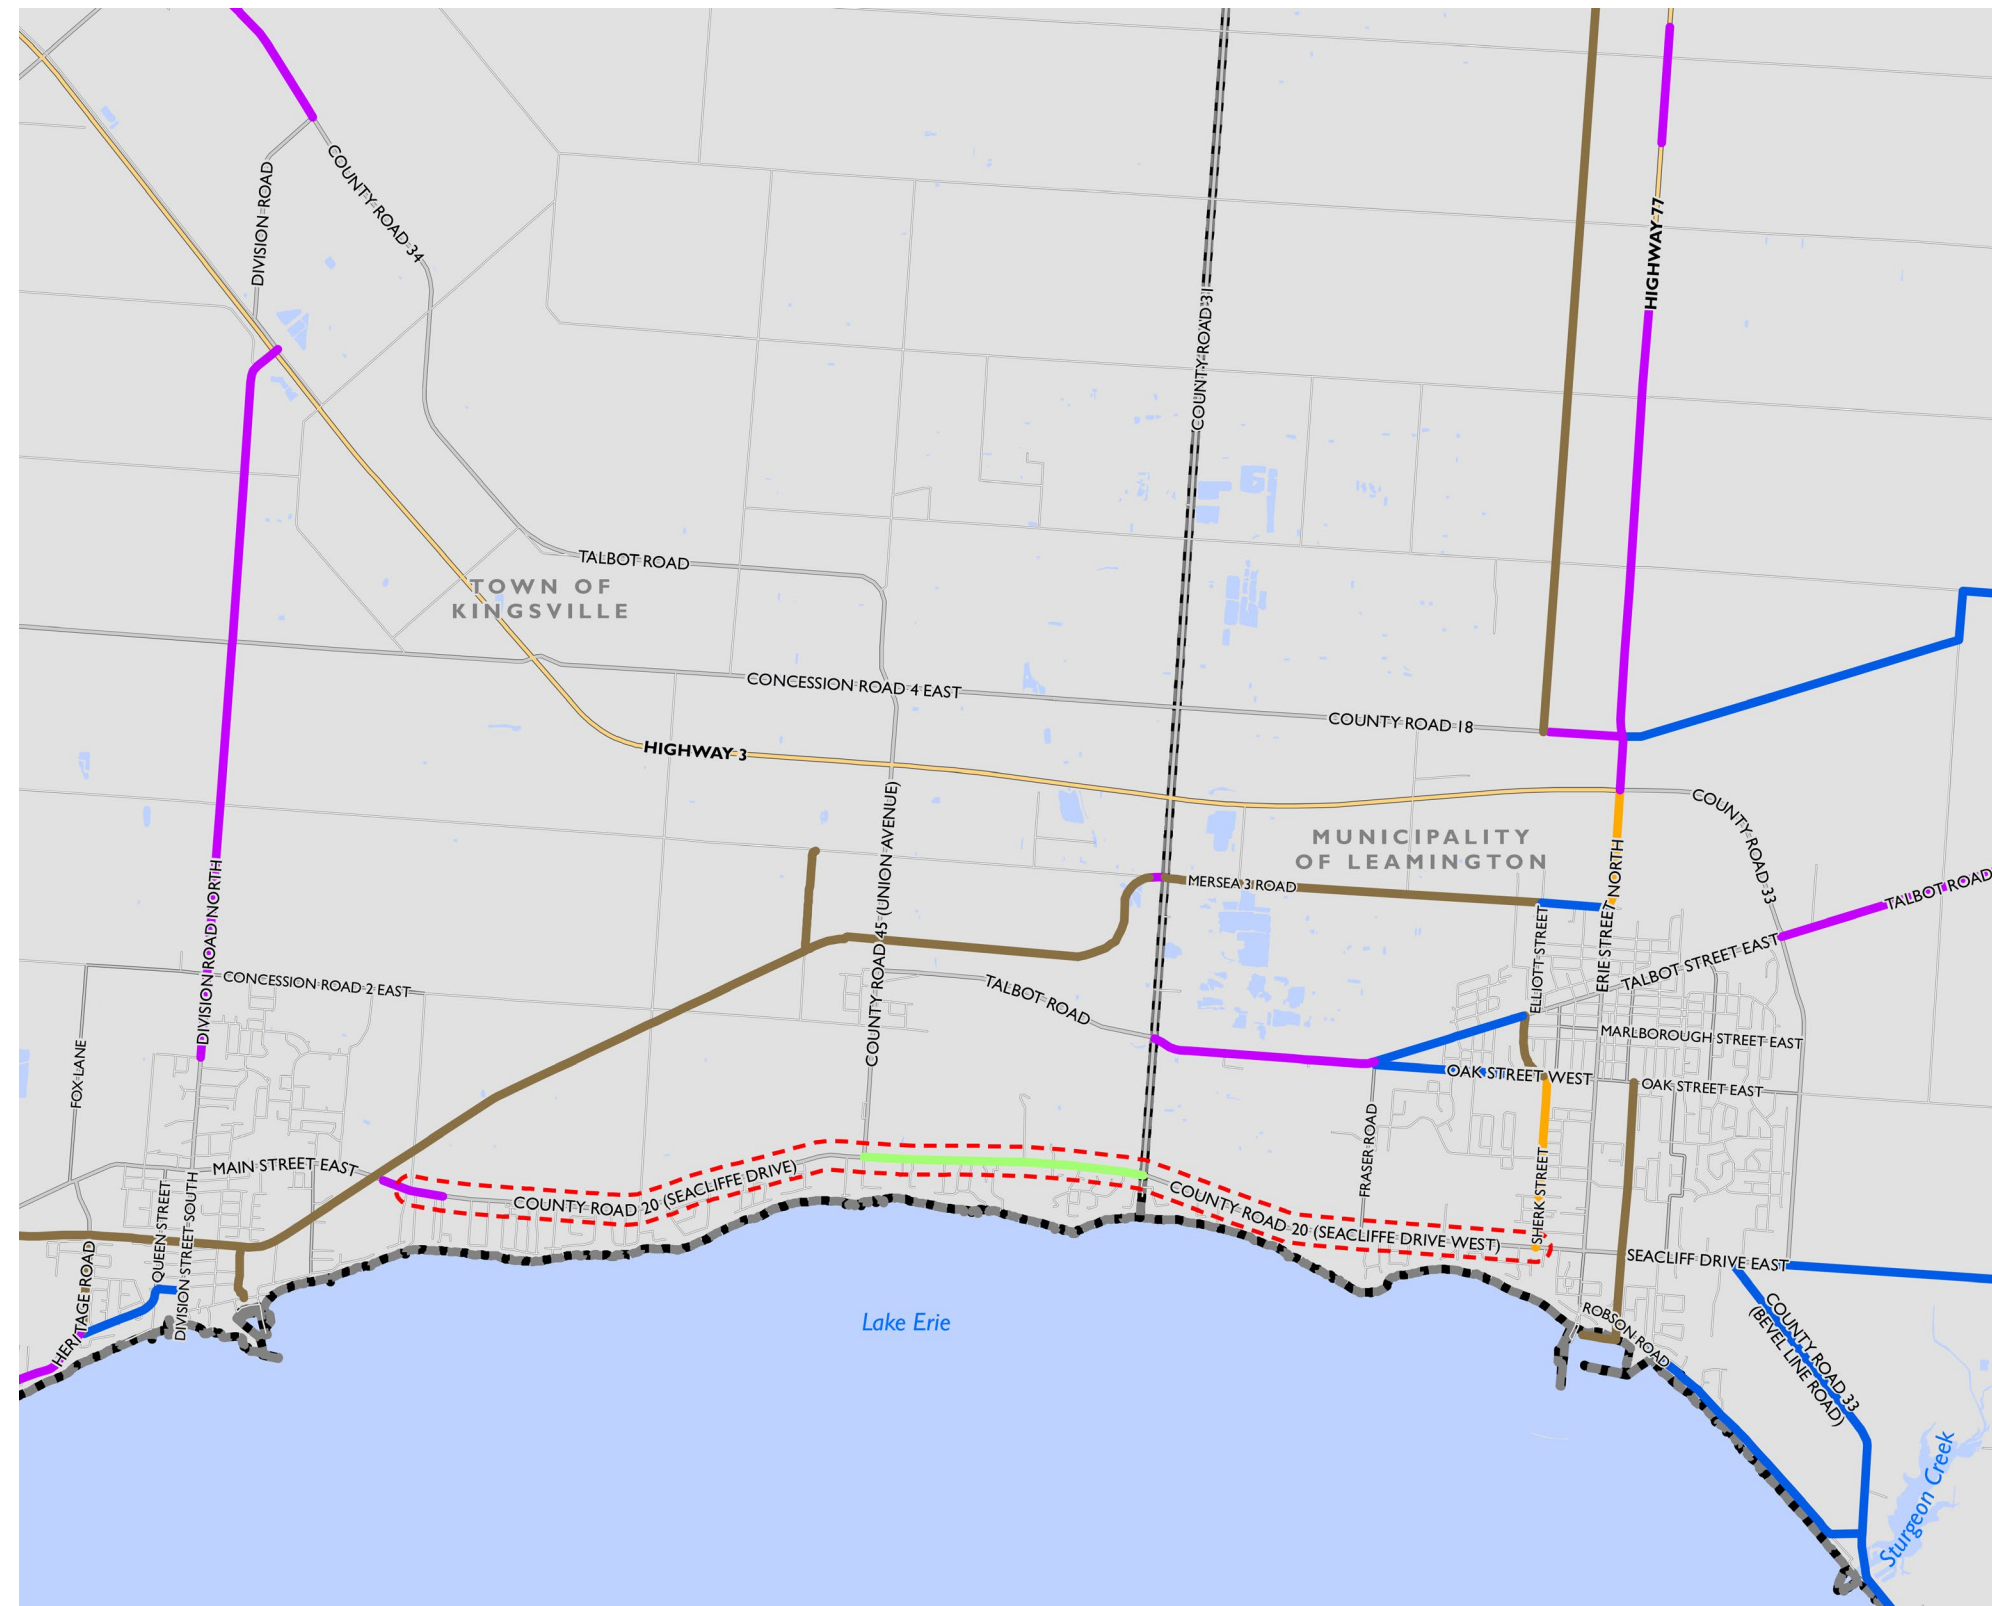 DIVISION ROAD
COUNTY ROAD 34
HIGHWAY 77
COUNTY ROAD 31
TALBOT ROAD
TOWN OF
KINGSVILLE
CONCESSION ROAD 4 EAST
COUNTY ROAD 18
HIGHWAY 3
COUNTY ROAD 33
MUNICIPALITY
OF LEAMINGTON
COUNTY ROAD 45 (UNION AVENUE)
MERSEA 3 ROAD
ERIE STREET NORTH
TALBOT ROAD
DIVISION ROAD NORTH
ELLIOTT STREET
TALBOT STREET EAST
CONCESSION ROAD 2 EAST
TALBOT ROAD
MARLBOROUGH STREET EAST
FOX LANE
OAK STREET WEST
OAK STREET EAST
FRASER ROAD
MAIN STREET EAST
SHERK STREET
COUNTY ROAD 20 (SEACLIFFE DRIVE)
COUNTY ROAD 20 (SEACLIFFE DRIVE WEST)
QUEEN STREET
DIVISION STREET SOUTH
SEACLIFF DRIVE EAST
HERITAGE ROAD
Lake Erie
ROBSON ROAD
COUNTY ROAD 33
(BEVEL LINE ROAD)
Sturgeon Creek